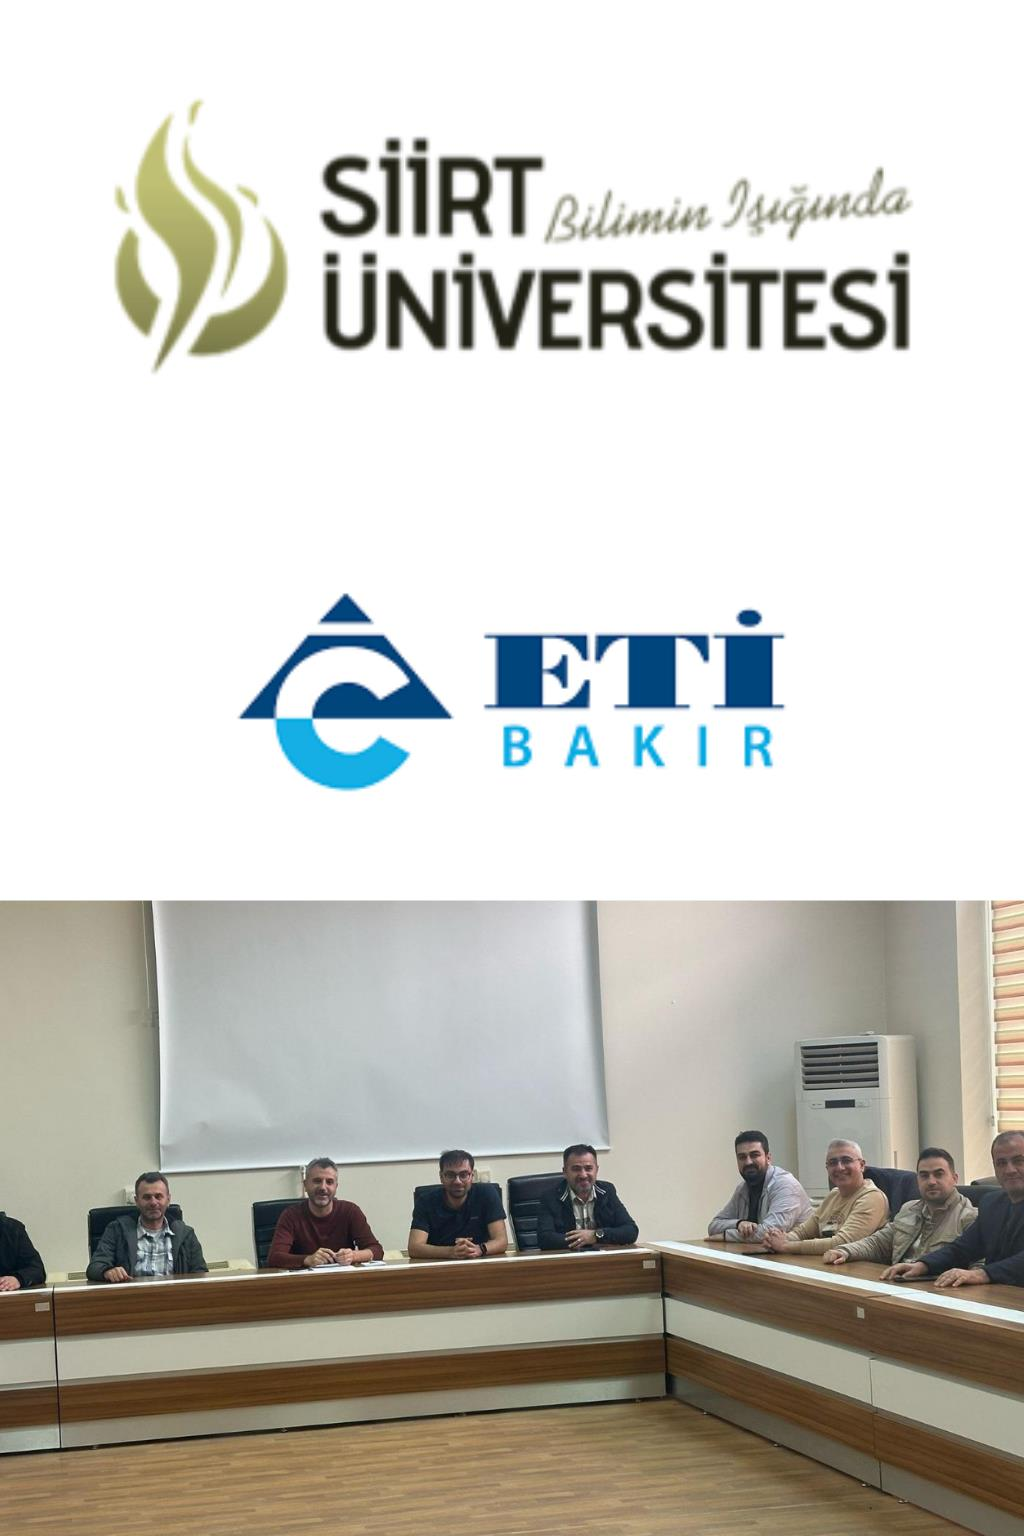 SİİRT Bilimin Işığında
ÜNİVERSİTESİ
ETİ
BAKIR